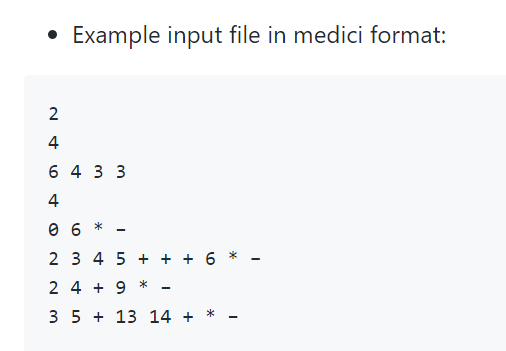 • Example input file in medici format:
2
4
6 4 3 3
4
0 6 * -
2 3 4 5 + + + 6 * -
2 4 + 9 * -
3 5 + 13 14 + * -